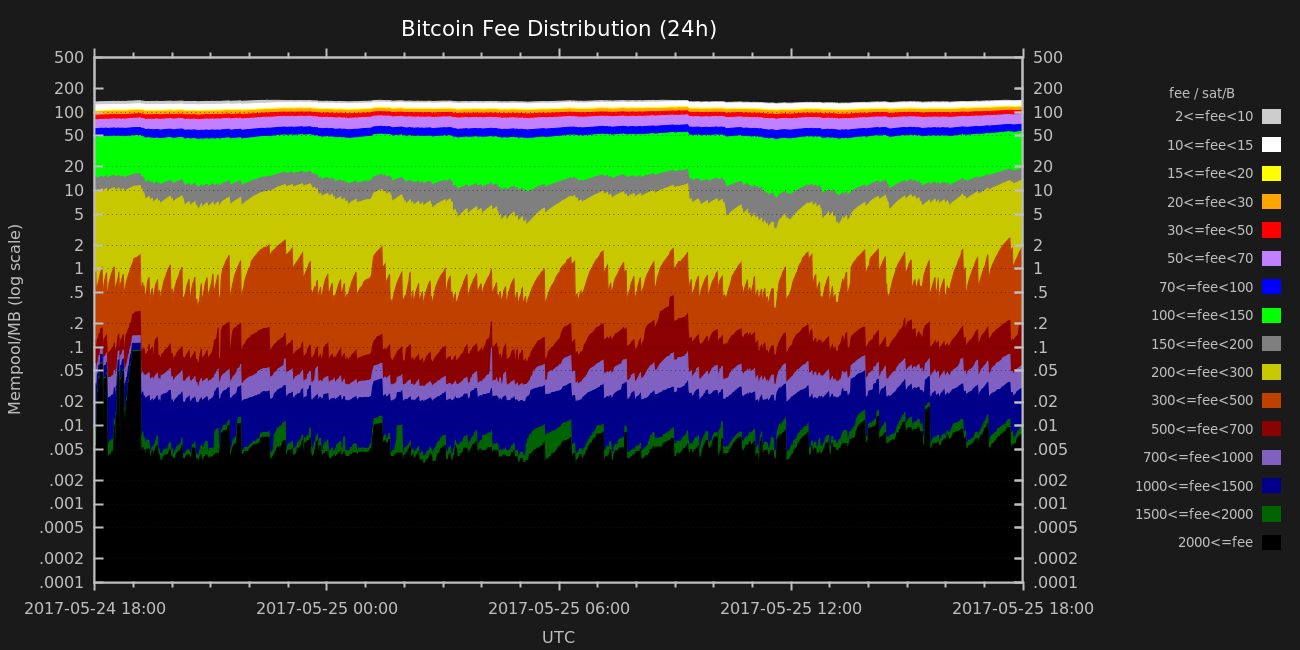 Bitcoin Fee Distribution (24h)
Mempool/MB (log scale)
500
200
100
50
20
10
5
2
1
.5
.2
.1
.05
.02
.01
.005
.002
.001
.0005
.0002
.0001
500
200
100
50
20
10
5
2
1
.5
.2
.1
.05
.02
.01
.005
.002
.001
.0005
.0002
.0001
2017-05-24 18:00
2017-05-25 00:00
2017-05-25 06:00
2017-05-25 12:00
2017-05-25 18:00
UTC
fee / sat/B
2<=fee<10
10<=fee<15
15<=fee<20
20<=fee<30
30<=fee<50
50<=fee<70
70<=fee<100
100<=fee<150
150<=fee<200
200<=fee<300
300<=fee<500
500<=fee<700
700<=fee<1000
1000<=fee<1500
1500<=fee<2000
2000<=fee